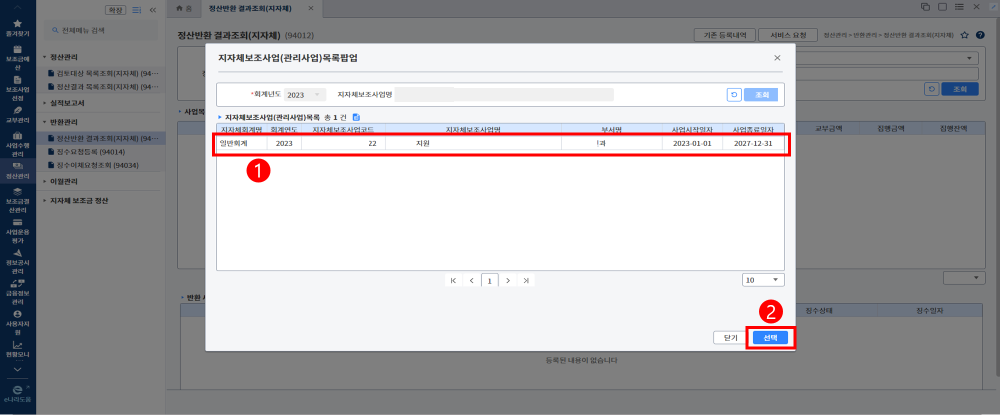 확장
홈
정산반환 결과조회(지자체)
전체메뉴 검색
즐겨찾기
보조금예
산
보조사업
선정
교부관리
사업수행
관리
정산관리
보조금결
산관리
사업운용
평가
정보공시
관리
금융정보
관리
사용자지
원
현황모니
e나라도움
정산관리
검토대상 목록조회(지자체) (94···
정산결과 목록조회(지자체) (94···
실적보고서
반환관리
정산반환 결과조회(지자체) (94···
징수요청등록 (94014)
징수이체요청조회 (94034)
이월관리
지자체 보조금 정산
정산반환 결과조회(지자체) (94012)
기존 등록내역 서비스 요청 정산관리 > 반환관리 > 정산반환 결과조회(지자체)
조회
사업목
교부금액 집행금액 집행잔액
지자체보조사업(관리사업)목록팝업
*회계년도 2023 지자체보조사업명 조회
지자체보조사업(관리사업)목록 총 1 건
지자체회계명 회계연도 지자체보조사업코드 지자체보조사업명 부서명 사업시작일자 사업종료일자
일반회계 2023 22 지원 과 2023-01-01 2027-12-31
1
1
10
2
닫기 선택
반환
징수상태 징수일자
등록된 내용이 없습니다